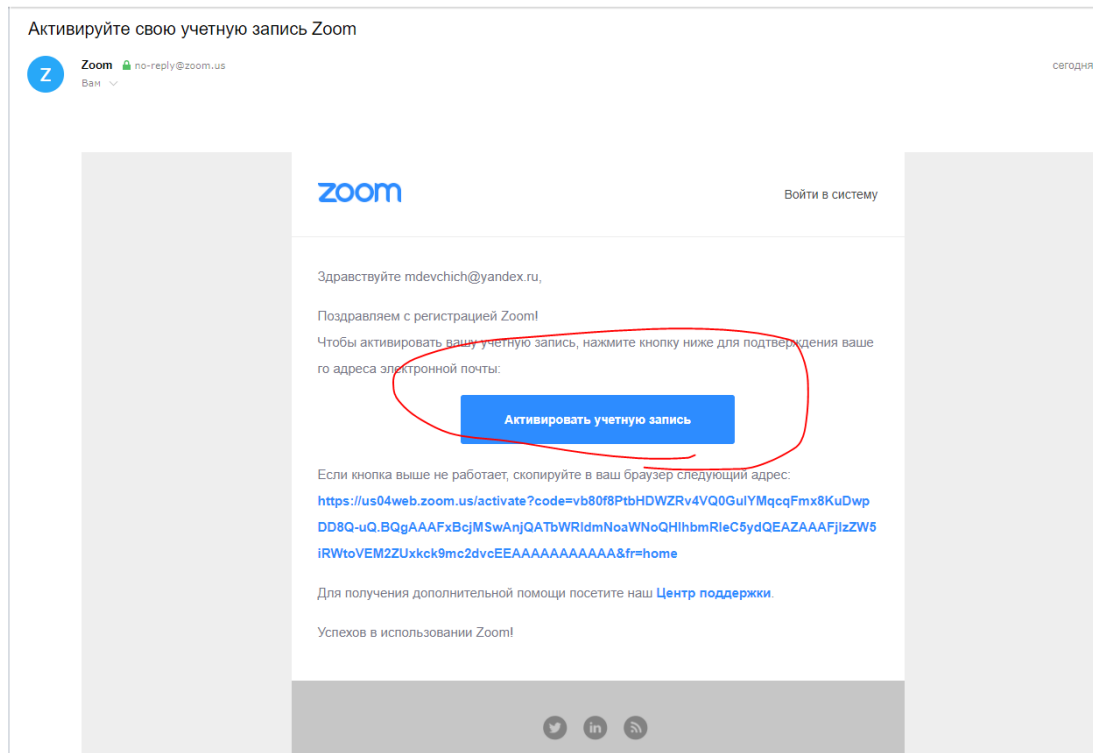 Активируйте свою учетную запись Zoom
Z
Zoom no-reply@zoom.us
сегодня
Вам
zoom
Войти в систему
Здравствуйте mdevchich@yandex.ru,
Поздравляем с регистрацией Zoom!
Чтобы активировать вашу учетную запись, нажмите кнопку ниже для подтверждения ваше
го адреса электронной почты:
Активировать учетную запись
Если кнопка выше не работает, скопируйте в ваш браузер следующий адрес:
https://us04web.zoom.us/activate?code=vb80f8PtbHDWZRv4VQ0GulYMqcqFmx8KuDwp
DD8Q-uQ.BQgAAAFxBcjMSwAnjQATbWRldmNoaWNoQHlhbmRleC5ydQEAZAAAFjIzZW5
iRWtoVEM2ZUxkck9mc2dvcEEAAAAAAAAAAA&fr=home
Для получения дополнительной помощи посетите наш Центр поддержки.
Успехов в использовании Zoom!
in